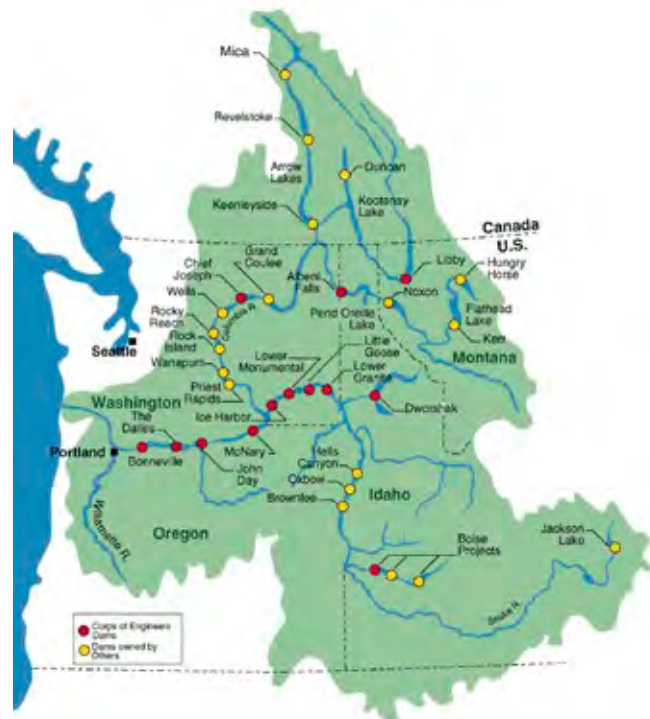 Mica
Revelstoke
Arrow
Lakes
Duncan
Kootenay
Lake
Keenleyside
Canada
U.S.
Grand
Coulee
Chief
Joseph
Albeni
Falls
Libby
Hungry
Horse
Wells
Noxon
Columbia R.
Pend Oreille
Lake
Flathead
Lake
Rocky
Reach
Kerr
Rock
Island
Seattle
Little
Goose
Montana
Wanapum
Lower
Monumental
Lower
Granite
Priest
Rapids
Washington
Ice Harbor
Dworshak
The
Dalles
Portland
Bonneville
McNary
John
Day
Hells
Canyon
Oxbow
Idaho
Brownlee
Willamette R.
Oregon
Boise
Projects
Jackson
Lake
Snake R.
Corps of Engineers
Dams
Dams owned by
Others